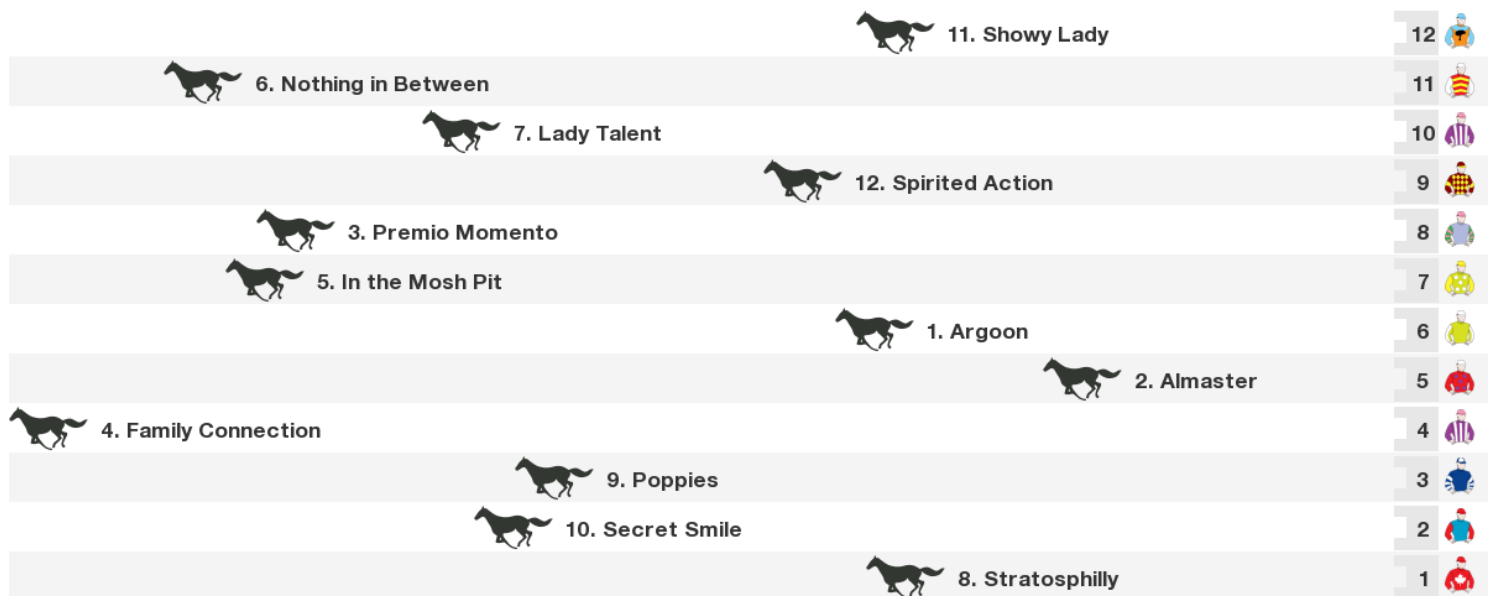 11. Showy Lady 12
6. Nothing in Between 11
7. Lady Talent 10
12. Spirited Action 9
3. Premio Momento 8
5. In the Mosh Pit 7
1. Argoon 6
2. Almaster 5
4. Family Connection 4
9. Poppies 3
10. Secret Smile 2
8. Stratosphilly 1